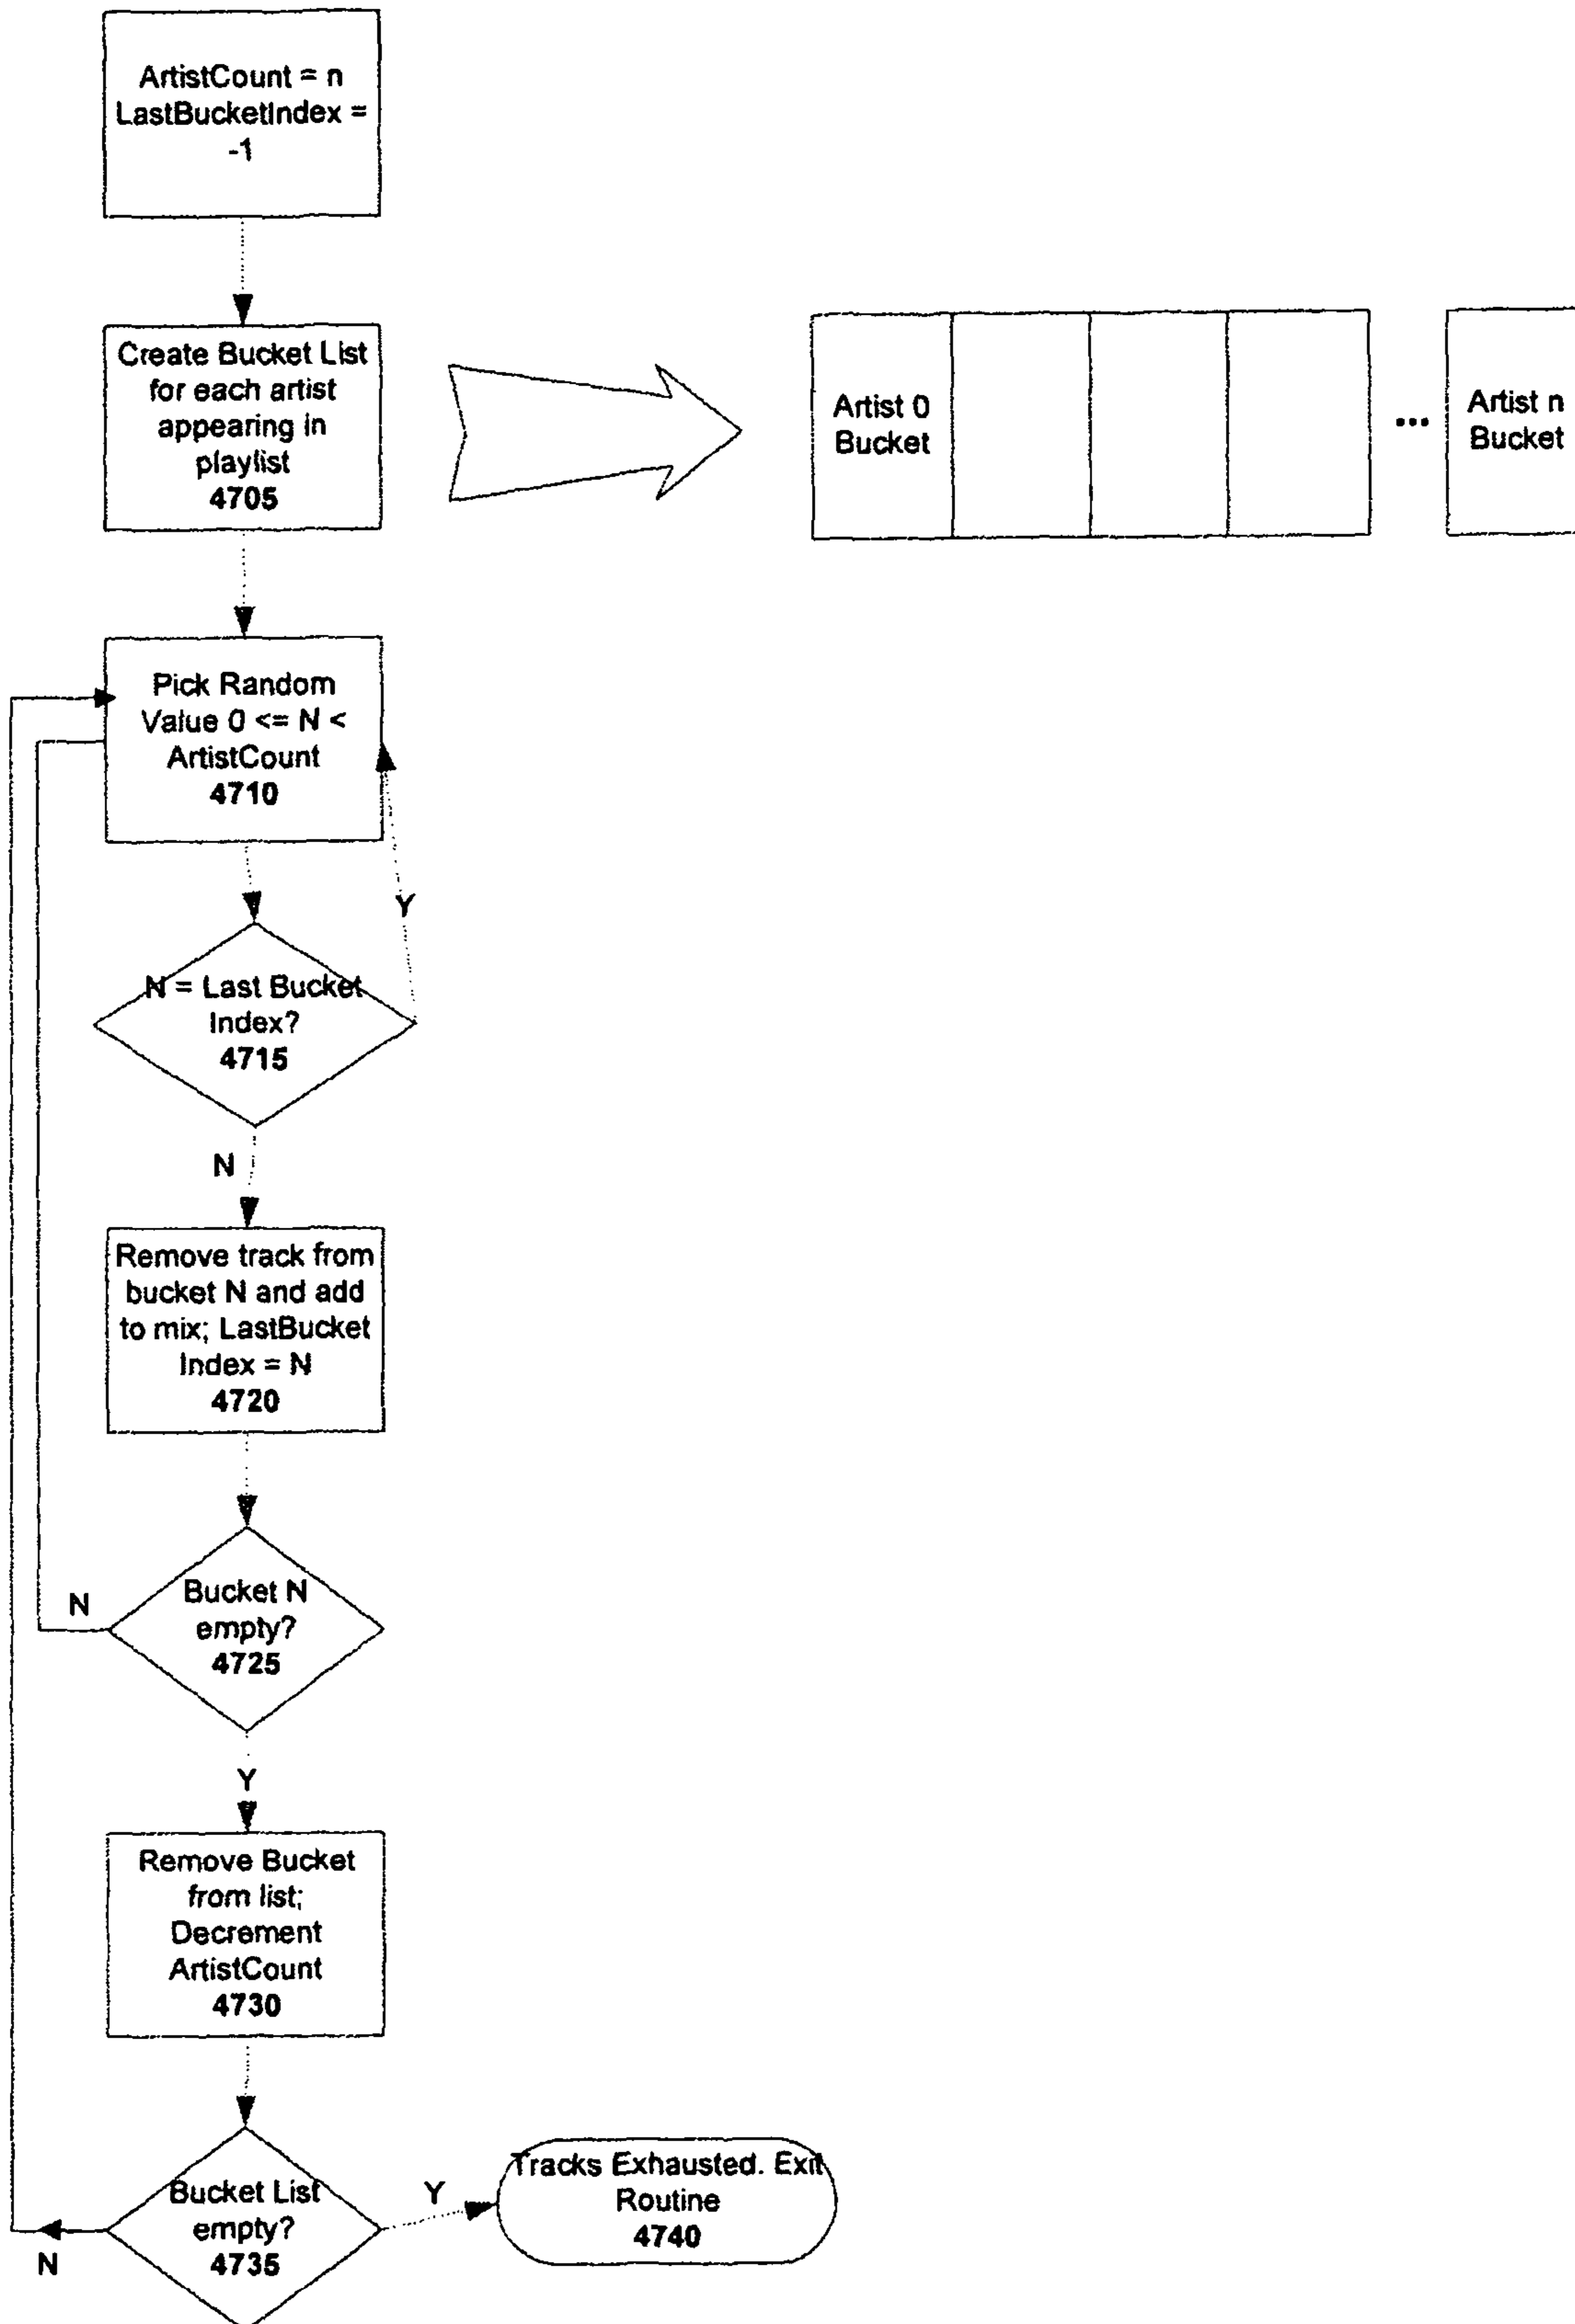 ArtistCount = n
LastBucketIndex =
-1
Create Bucket List
for each artist
appearing in
playlist
4705
Artist 0
Bucket
...
Artist n
Bucket
Pick Random
Value 0 <= N <
ArtistCount
4710
Y
N = Last Bucket
Index?
4715
N
Remove track from
bucket N and add
to mix; LastBucket
Index = N
4720
Bucket N
empty?
4725
N
Y
Remove Bucket
from list;
Decrement
ArtistCount
4730
Bucket List
empty?
4735
N
Y
Tracks Exhausted. Exit
Routine
4740